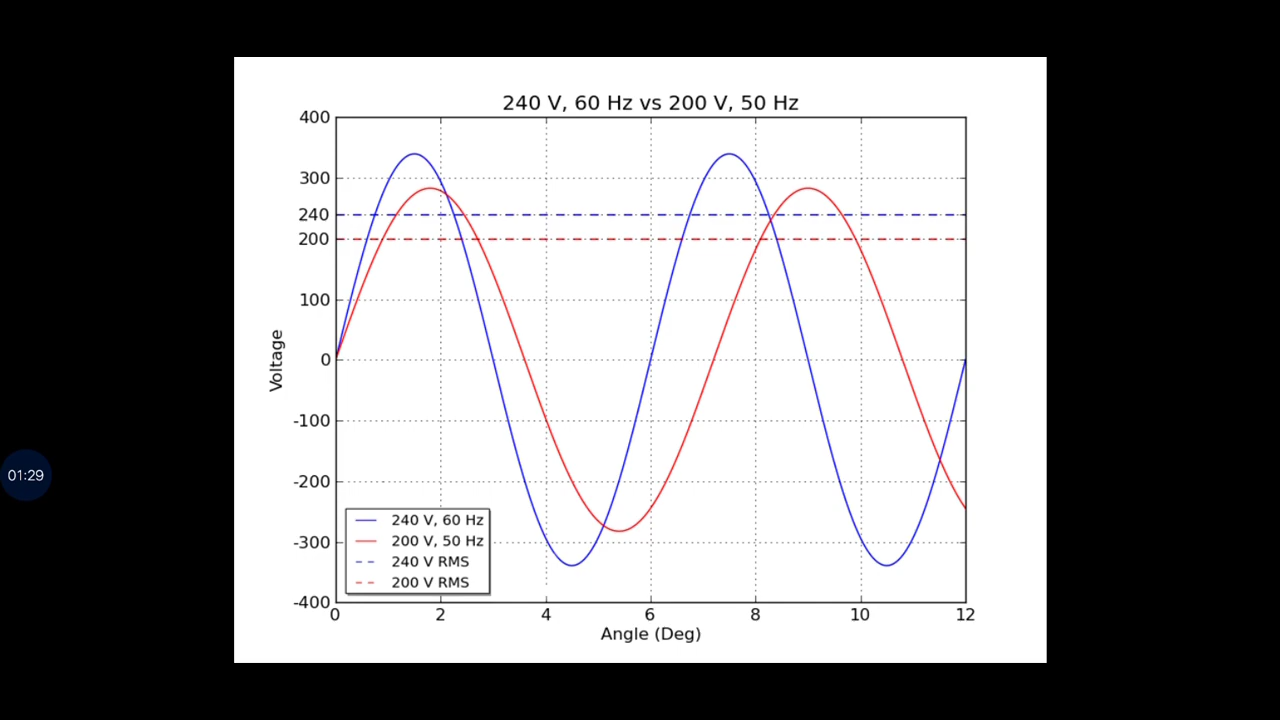 240 V, 60 Hz vs 200 V, 50 Hz
400
300
240
200
100
0
-100
-200
-300
-400
Voltage
01:29
240 V, 60 Hz
200 V, 50 Hz
240 V RMS
200 V RMS
0 2 4 6 8 10 12
Angle (Deg)